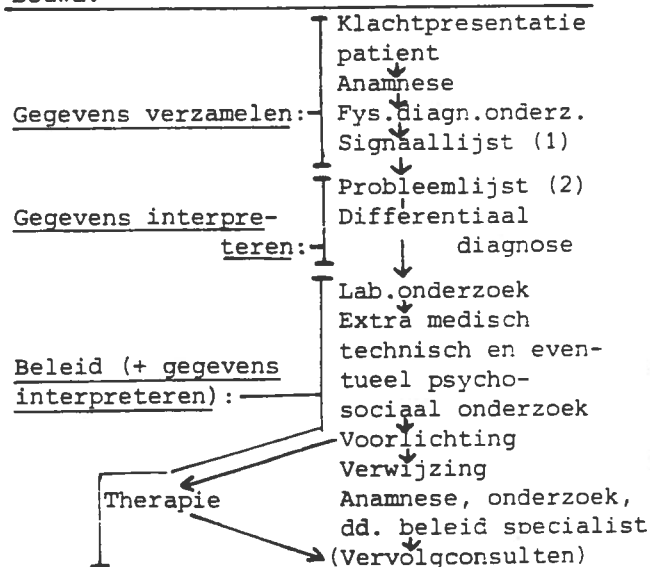 Klachtpresentatie
patient
Anamnese
Gegevens verzamelen: Fys.diagn.onderz.
Signaallijst (1)
Probleemlijst (2)
Gegevens interpre- Differentiaal
teren: diagnose
Lab.onderzoek
Extra medisch
technisch en even-
Beleid (+ gegevens tueel psycho-
interpreteren): sociaal onderzoek
Voorlichting
Verwijzing
Therapie Anamnese, onderzoek,
dd. beleid specialist
(Vervolgconsulten)